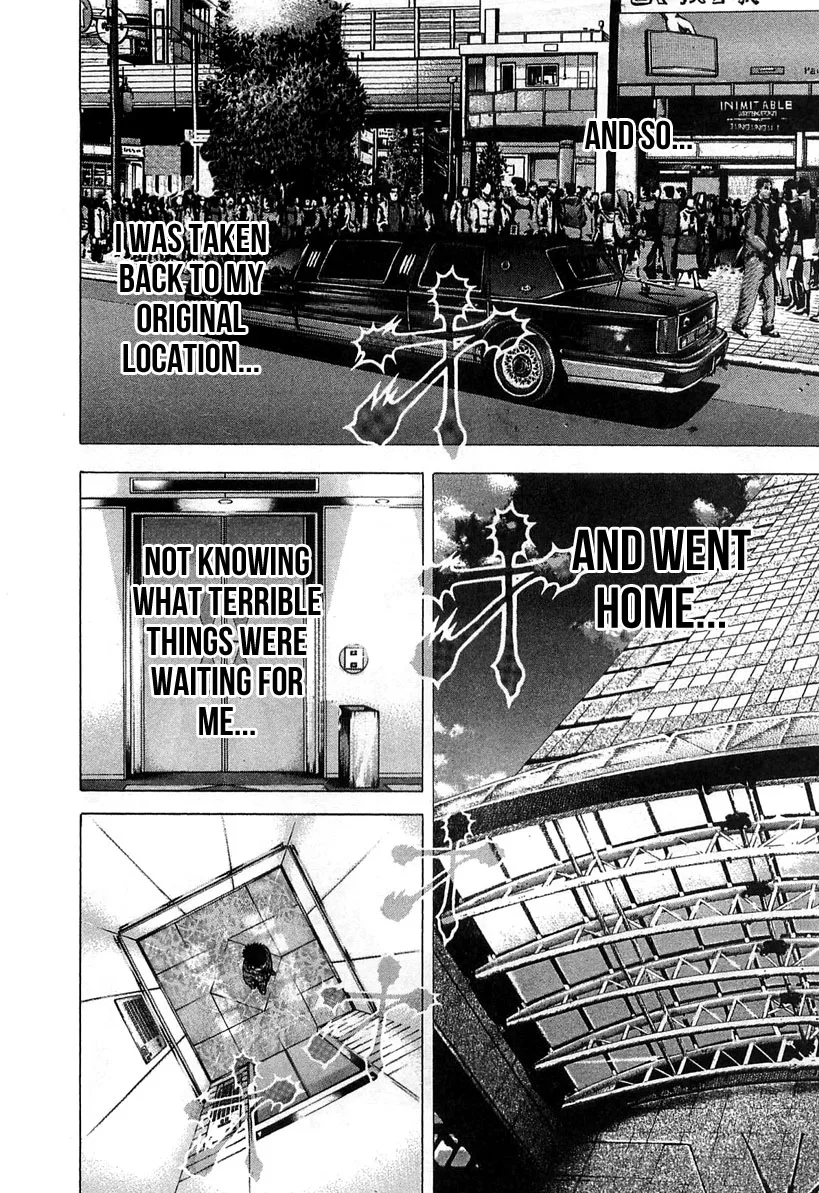 INIMITABLE
AND SO...
I WAS TAKEN
BACK TO MY
ORIGINAL
LOCATION...
AND WENT
HOME...
NOT KNOWING
WHAT TERRIBLE
THINGS WERE
WAITING FOR
ME...